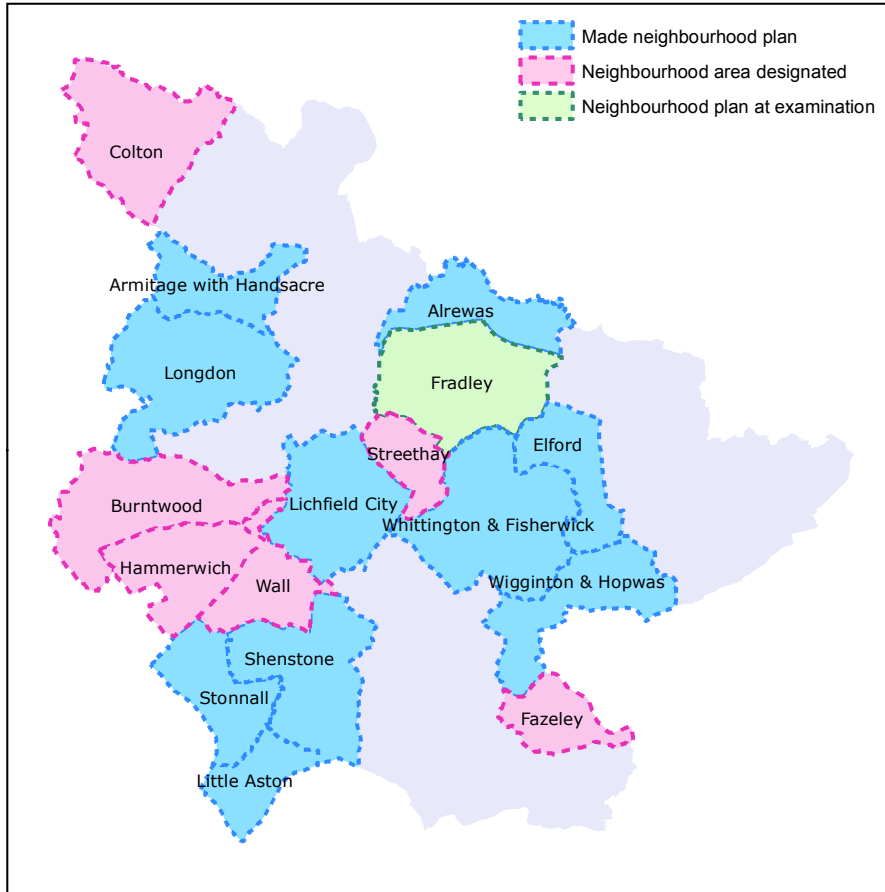 Made neighbourhood plan
Neighbourhood area designated
Neighbourhood plan at examination
Colton
Armitage with Handsacre
Alrewas
Longdon
Fradley
Streethay
Elford
Burntwood
Lichfield City
Whittington & Fisherwick
Hammerwich
Wall
Wigginton & Hopwas
Shenstone
Stonnall
Fazeley
Little Aston